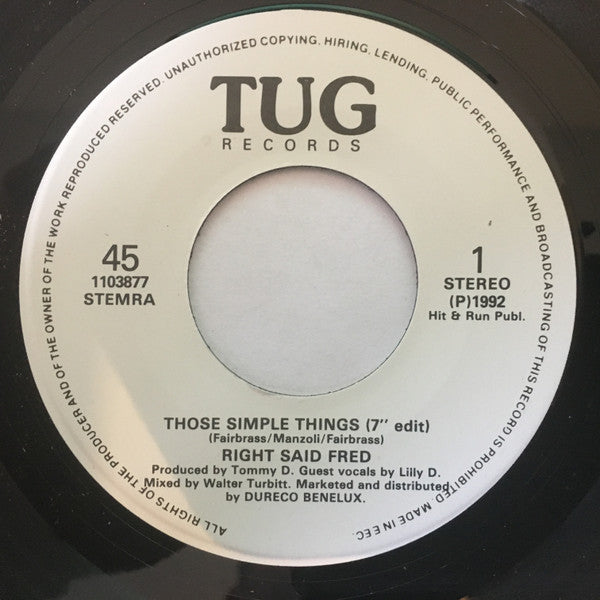 ALL RIGHTS OF THE PRODUCER AND OF THE OWNER OF THE WORK REPRODUCED RESERVED. UNAUTHORIZED COPYING, HIRING, LENDING, PUBLIC PERFORMANCE AND BROADCASTING OF THIS RECORD IS PROHIBITED. MADE IN EEC.
TUG
RECORDS
45
1103877
STEMRA
1
STEREO
(P)1992
Hit & Run Publ.
THOSE SIMPLE THINGS (7" edit)
(Fairbrass/Manzoli/Fairbrass)
RIGHT SAID FRED
Produced by Tommy D. Guest vocals by Lilly D.
Mixed by Walter Turbitt. Marketed and distributed
by DURECO BENELUX.